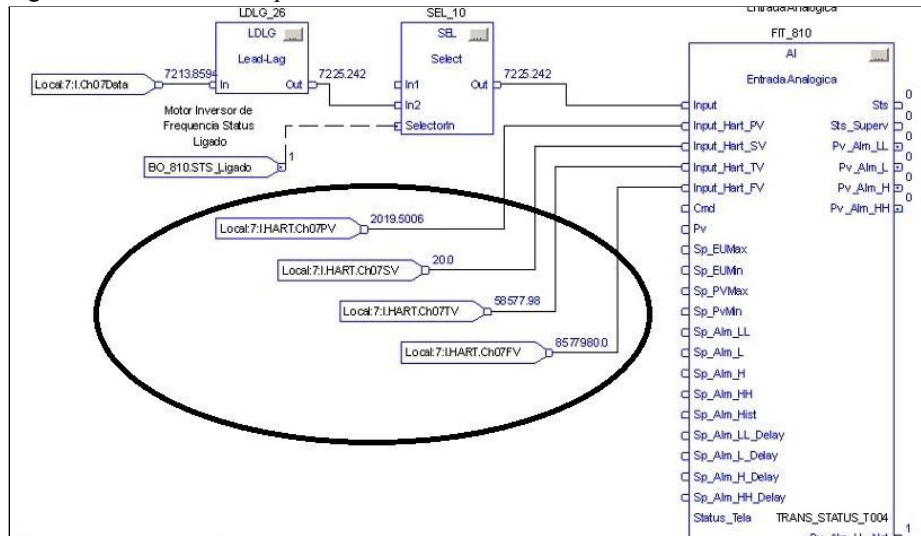 EntradaAnalogica
LDLG_26
LDLG
...
Lead-Lag
In
Out
Local:7:I.Ch07Data
7213.8594
7225.242
SEL_10
SEL
...
Select
In1
Out
In2
SelectorIn
7225.242
Motor Inversor de
Frequencia Status
Ligado
BO_810.STS_Ligado
1
Local:7:I.HART.Ch07PV
2019.5006
Local:7:I.HART.Ch07SV
20.0
Local:7:I.HART.Ch07TV
58577.98
Local:7:I.HART.Ch07FV
8577980.0
FIT_810
AI
...
EntradaAnalogica
Input
Sts
0
Input_Hart_PV
Sts_Superv
0
Input_Hart_SV
Pv_Alm_LL
0
Input_Hart_TV
Pv_Alm_L
0
Input_Hart_FV
Pv_Alm_H
0
Cmd
Pv_Alm_HH
0
Pv
Sp_EUMax
Sp_EUMin
Sp_PVMax
Sp_PvMin
Sp_Alm_LL
Sp_Alm_L
Sp_Alm_H
Sp_Alm_HH
Sp_Alm_Hist
Sp_Alm_LL_Delay
Sp_Alm_L_Delay
Sp_Alm_H_Delay
Sp_Alm_HH_Delay
Status_Tela
TRANS_STATUS_T004
1